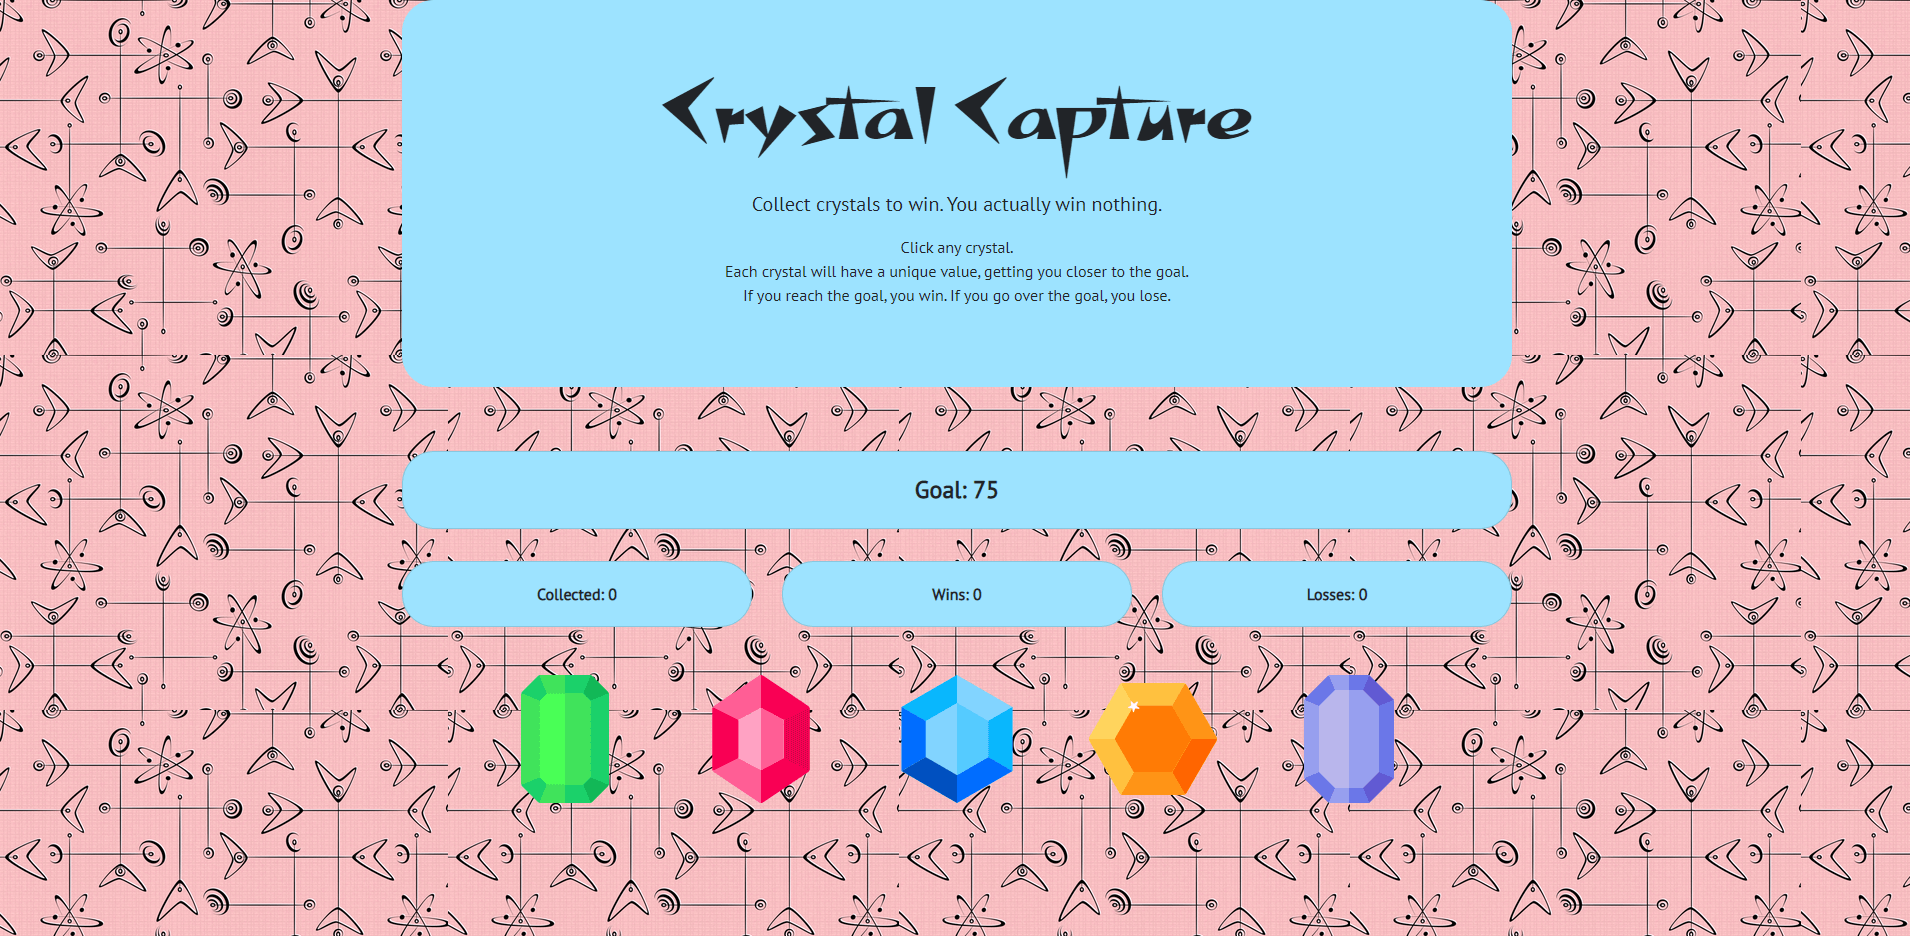 Crystal Capture
Collect crystals to win. You actually win nothing.
Click any crystal.
Each crystal will have a unique value, getting you closer to the goal.
If you reach the goal, you win. If you go over the goal, you lose.
Goal: 75
Collected: 0
Wins: 0
Losses: 0